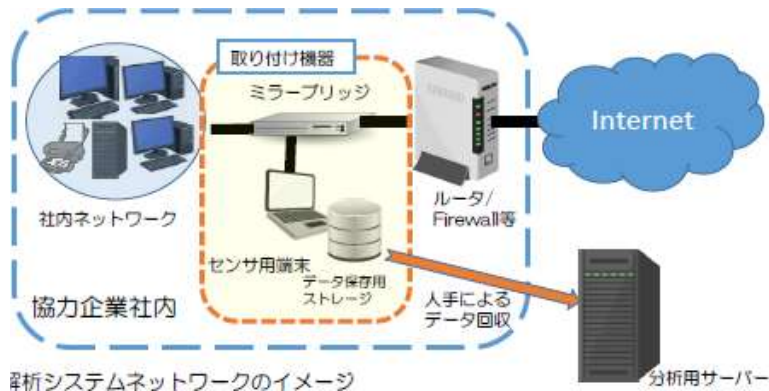 取り付け機器
ミラーブリッジ
Internet
社内ネットワーク
ルータ/
Firewall等
センサ用端末
データ保存用
ストレージ
協力企業社内
人手による
データ回収
解析システムネットワークのイメージ
分析用サーバー